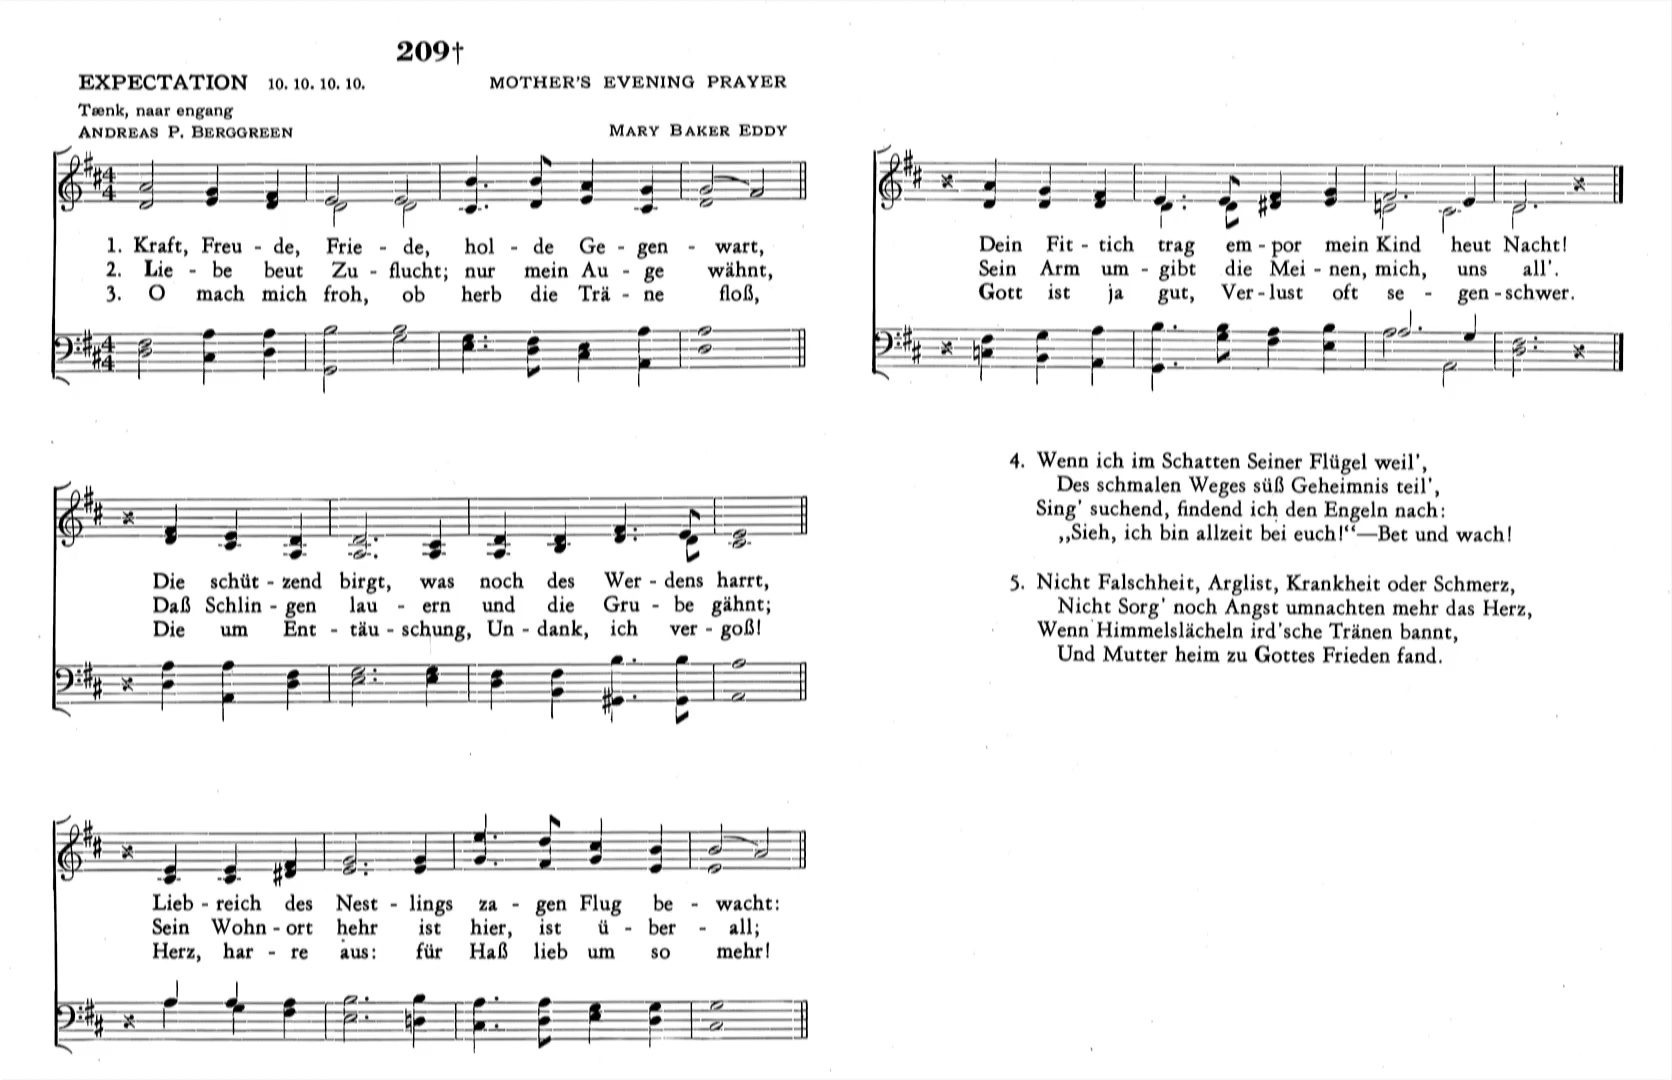 209†
EXPECTATION 10. 10. 10. 10. MOTHER'S EVENING PRAYER
Tænk, naar engang
ANDREAS P. BERGGREEN MARY BAKER EDDY
1. Kraft, Freu - de, Frie - de, hol - de Ge - gen - wart,
2. Lie - be beut Zu - flucht; nur mein Au - ge wähnt,
3. O mach mich froh, ob herb die Trä - ne floß,
Die schüt - zend birgt, was noch des Wer - dens harrt,
Daß Schlin - gen lau - ern und die Gru - be gähnt;
Die um Ent - täu - schung, Un - dank, ich ver - goß!
Lieb - reich des Nest - lings za - gen Flug be - wacht:
Sein Wohn - ort hehr ist hier, ist ü - ber - all;
Herz, har - re aus: für Haß lieb um so mehr!
Dein Fit - tich trag em - por mein Kind heut Nacht!
Sein Arm um - gibt die Mei - nen, mich, uns all'.
Gott ist ja gut, Ver - lust oft se - gen - schwer.
4. Wenn ich im Schatten Seiner Flügel weil',
Des schmalen Weges süß Geheimnis teil',
Sing' suchend, findend ich den Engeln nach:
„Sieh, ich bin allzeit bei euch!“—Bet und wach!
5. Nicht Falschheit, Arglist, Krankheit oder Schmerz,
Nicht Sorg' noch Angst umnachten mehr das Herz,
Wenn Himmelslächeln ird'sche Tränen bannt,
Und Mutter heim zu Gottes Frieden fand.